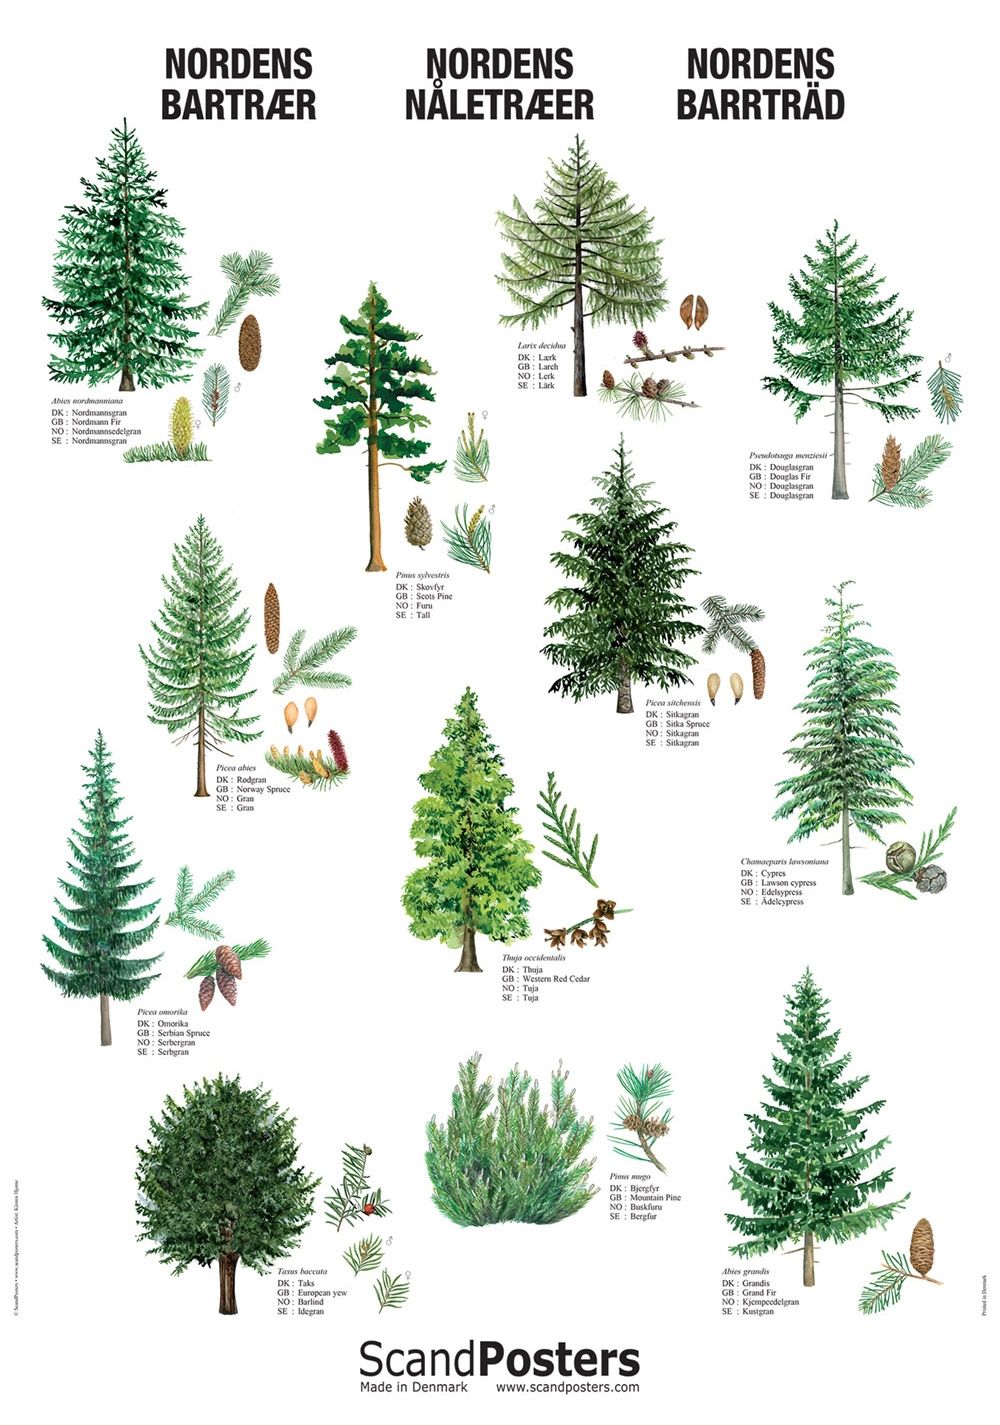 NORDENS
BARTRÆR
NORDENS
NÅLETRÆER
NORDENS
BARRTRÄD
Abies nordmanniana
DK : Nordmannsgran
GB : Nordmann Fir
NO : Nordmannsedelgran
SE : Nordmannsgran
♂
♀
Larix decidua
DK : Lærk
GB : Larch
NO : Lerk
SE : Lärk
Pseudotsuga menziesii
DK : Douglasgran
GB : Douglas Fir
NO : Douglasgran
SE : Douglasgran
♂
Pinus sylvestris
DK : Skovfyr
GB : Scots Pine
NO : Furu
SE : Tall
♀
♂
Picea sitchensis
DK : Sitkagran
GB : Sitka Spruce
NO : Sitkagran
SE : Sitkagran
Picea abies
DK : Rødgran
GB : Norway Spruce
NO : Gran
SE : Gran
Chamaeparis lawsoniana
DK : Cypres
GB : Lawson cypress
NO : Edelsypress
SE : Ädelcypress
Thuja occidentalis
DK : Thuja
GB : Western Red Cedar
NO : Tuja
SE : Tuja
Picea omorika
DK : Omorika
GB : Serbian Spruce
NO : Serbergran
SE : Serbgran
Pinus mugo
DK : Bjergfyr
GB : Mountain Pine
NO : Buskfuru
SE : Bergfur
Taxus baccata
DK : Taks
GB : European yew
NO : Barlind
SE : Idegran
♂
♀
Abies grandis
DK : Grandis
GB : Grand Fir
NO : Kjempeedelgran
SE : Kustgran
© ScandPosters • www.scandposters.com • Artist: Kirsten Hjørne
Printed in Denmark
ScandPosters
Made in Denmark www.scandposters.com